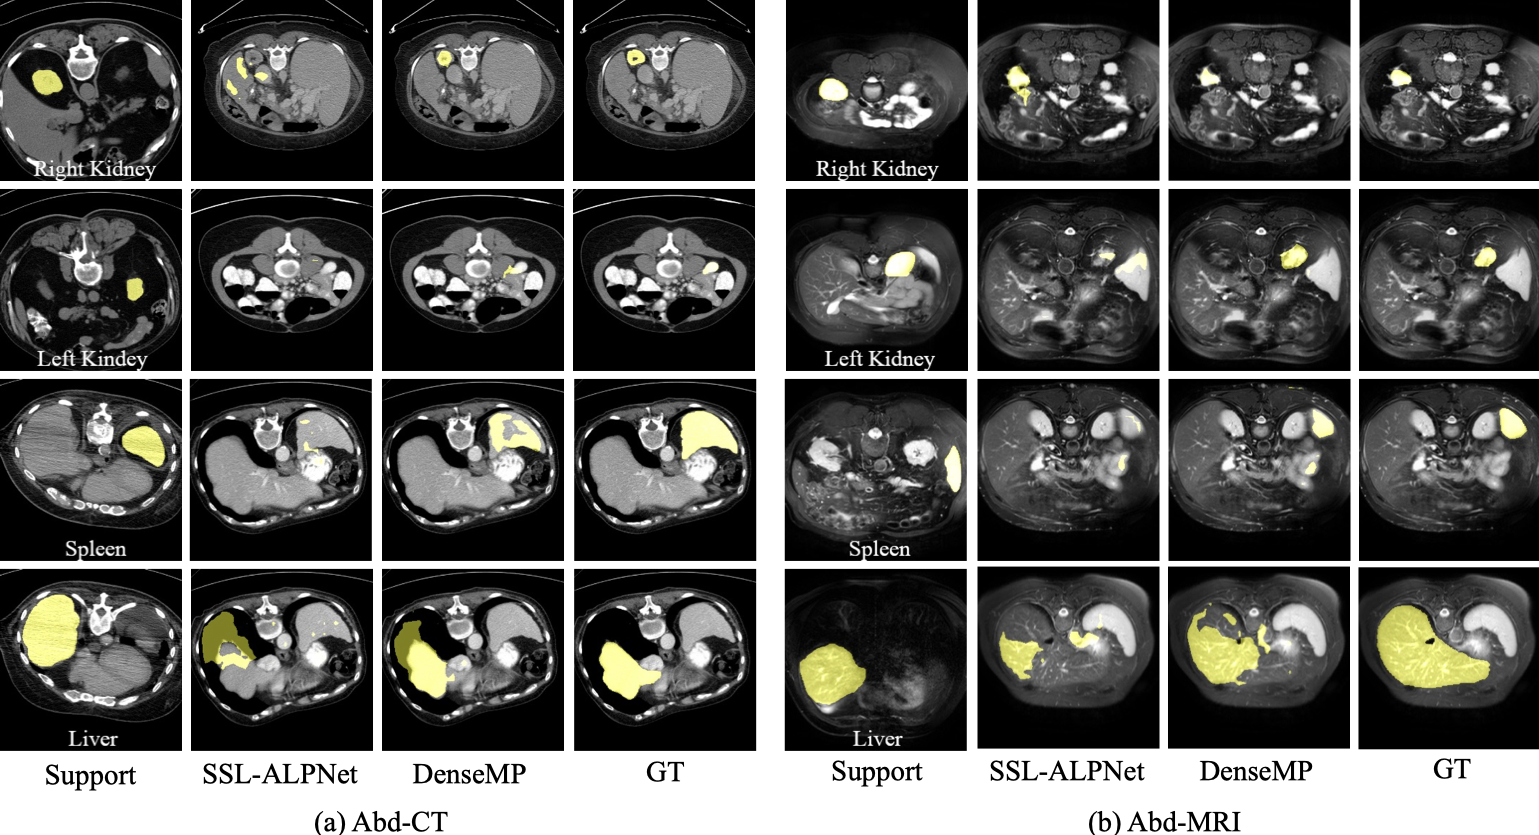 Right Kidney
Right Kidney
Left Kindey
Left Kidney
Spleen
Spleen
Liver
Liver
Support SSL-ALPNet DenseMP GT Support SSL-ALPNet DenseMP GT
(a) Abd-CT (b) Abd-MRI